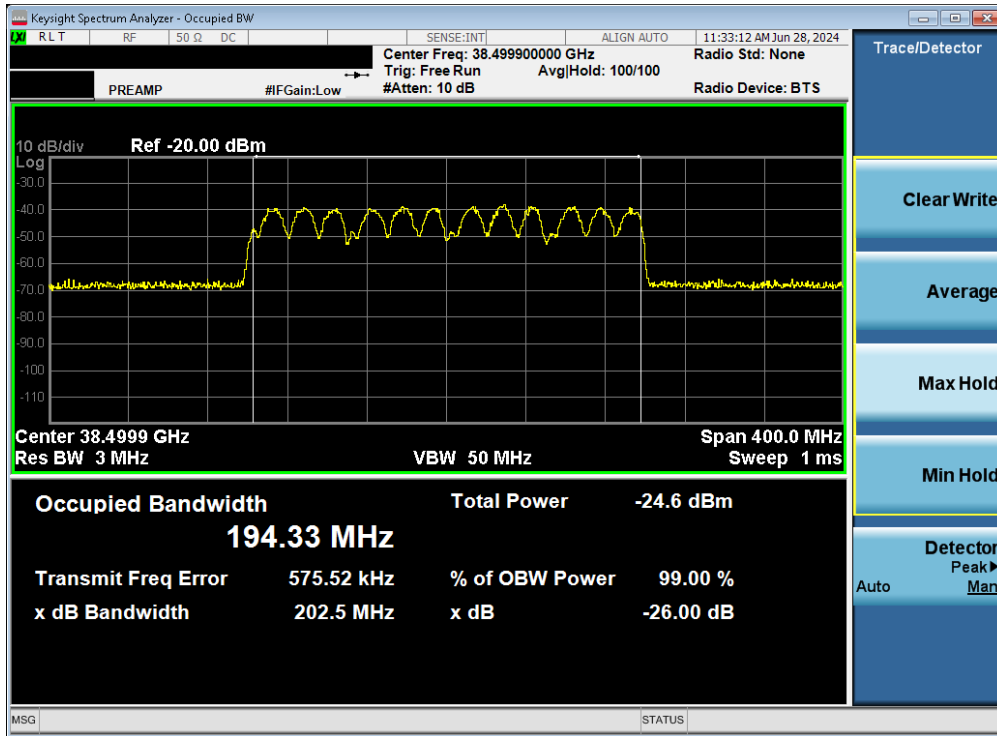 Keysight Spectrum Analyzer - Occupied BW
LXI RLT RF 50 Ω DC SENSE:INT ALIGN AUTO 11:33:12 AM Jun 28, 2024
Center Freq: 38.499900000 GHz Radio Std: None
Trig: Free Run Avg|Hold: 100/100
PREAMP #IFGain:Low #Atten: 10 dB Radio Device: BTS
10 dB/div Ref -20.00 dBm
Log
-30.0
-40.0
-50.0
-60.0
-70.0
-80.0
-90.0
-100
-110
Center 38.4999 GHz Span 400.0 MHz
Res BW 3 MHz VBW 50 MHz Sweep 1 ms
Occupied Bandwidth Total Power -24.6 dBm
194.33 MHz
Transmit Freq Error 575.52 kHz % of OBW Power 99.00 %
x dB Bandwidth 202.5 MHz x dB -26.00 dB
MSG STATUS
Trace/Detector
Clear Write
Average
Max Hold
Min Hold
Detector
Peak▶
Auto Man